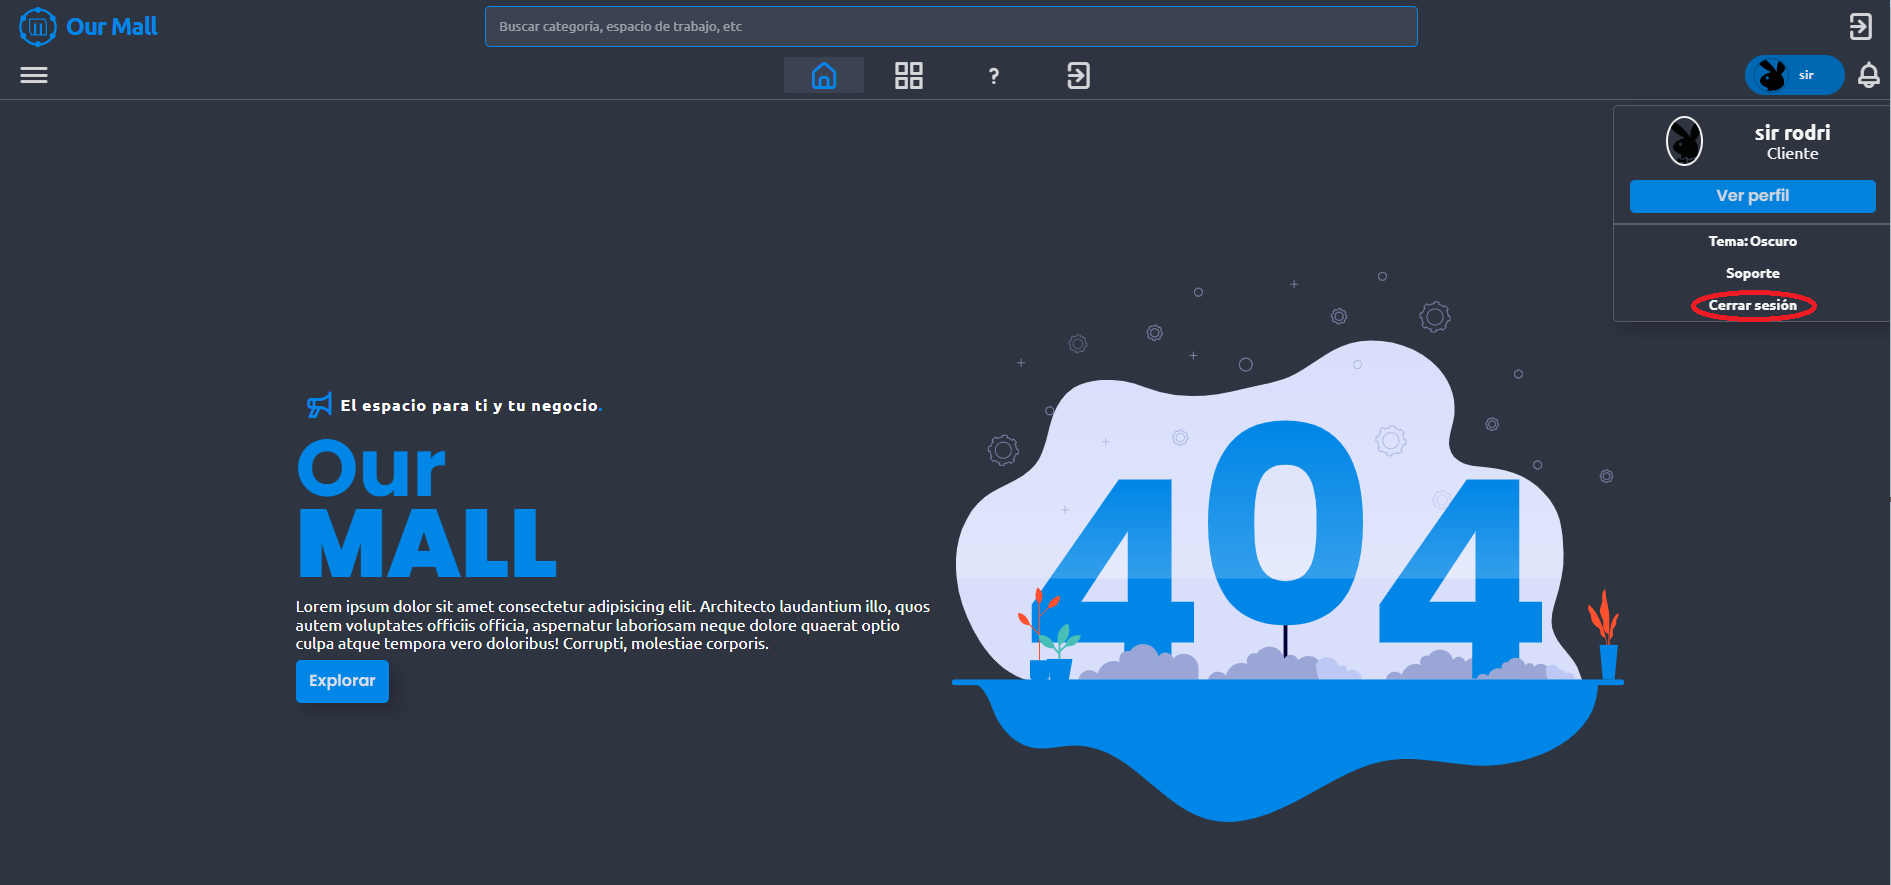 Our Mall
Buscar categoría, espacio de trabajo, etc
?
sir
sir rodri
Cliente
Ver perfil
Tema: Oscuro
Soporte
Cerrar sesión
El espacio para ti y tu negocio.
Our
MALL
Lorem ipsum dolor sit amet consectetur adipisicing elit. Architecto laudantium illo, quos
autem voluptates officiis officia, aspernatur laboriosam neque dolore quaerat optio
culpa atque tempora vero doloribus! Corrupti, molestiae corporis.
Explorar
404